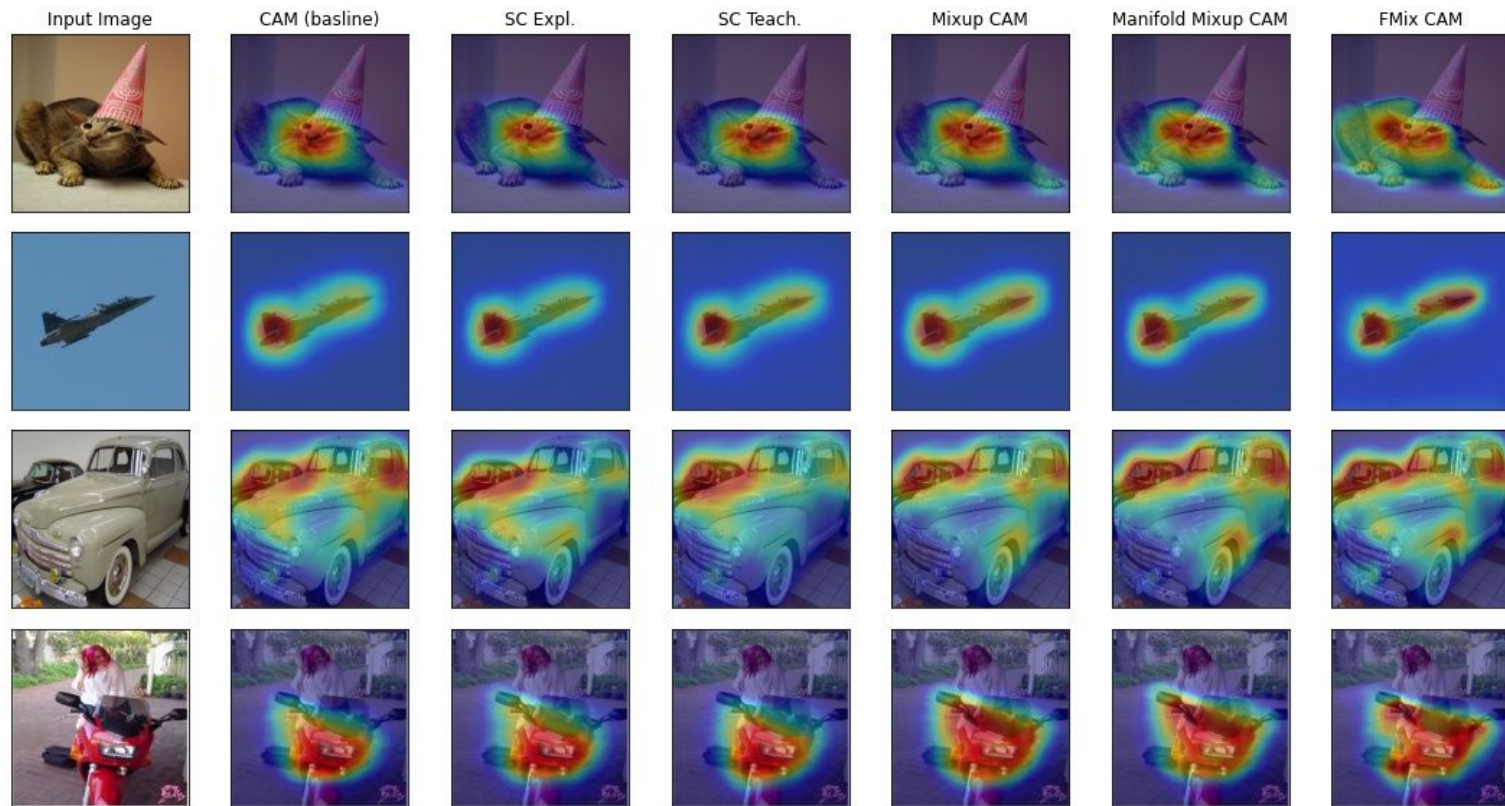 Input Image
CAM (basline)
SC Expl.
SC Teach.
Mixup CAM
Manifold Mixup CAM
FMix CAM